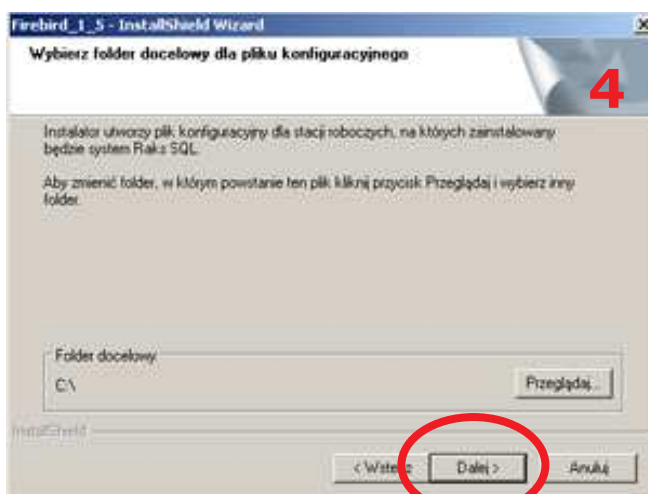 Firebird_1_5 - InstallShield Wizard
Wybierz folder docelowy dla pliku konfiguracyjnego
4
Instalator utworzy plik konfiguracyjny dla stacji roboczych, na których zainstalowany
będzie system Raks SQL.
Aby zmienić folder, w którym powstanie ten plik kliknij przycisk Przeglądaj i wybierz inny
folder.
Folder docelowy
C:\
Przeglądaj...
InstallShield
< Wstecz
Dalej >
Anuluj